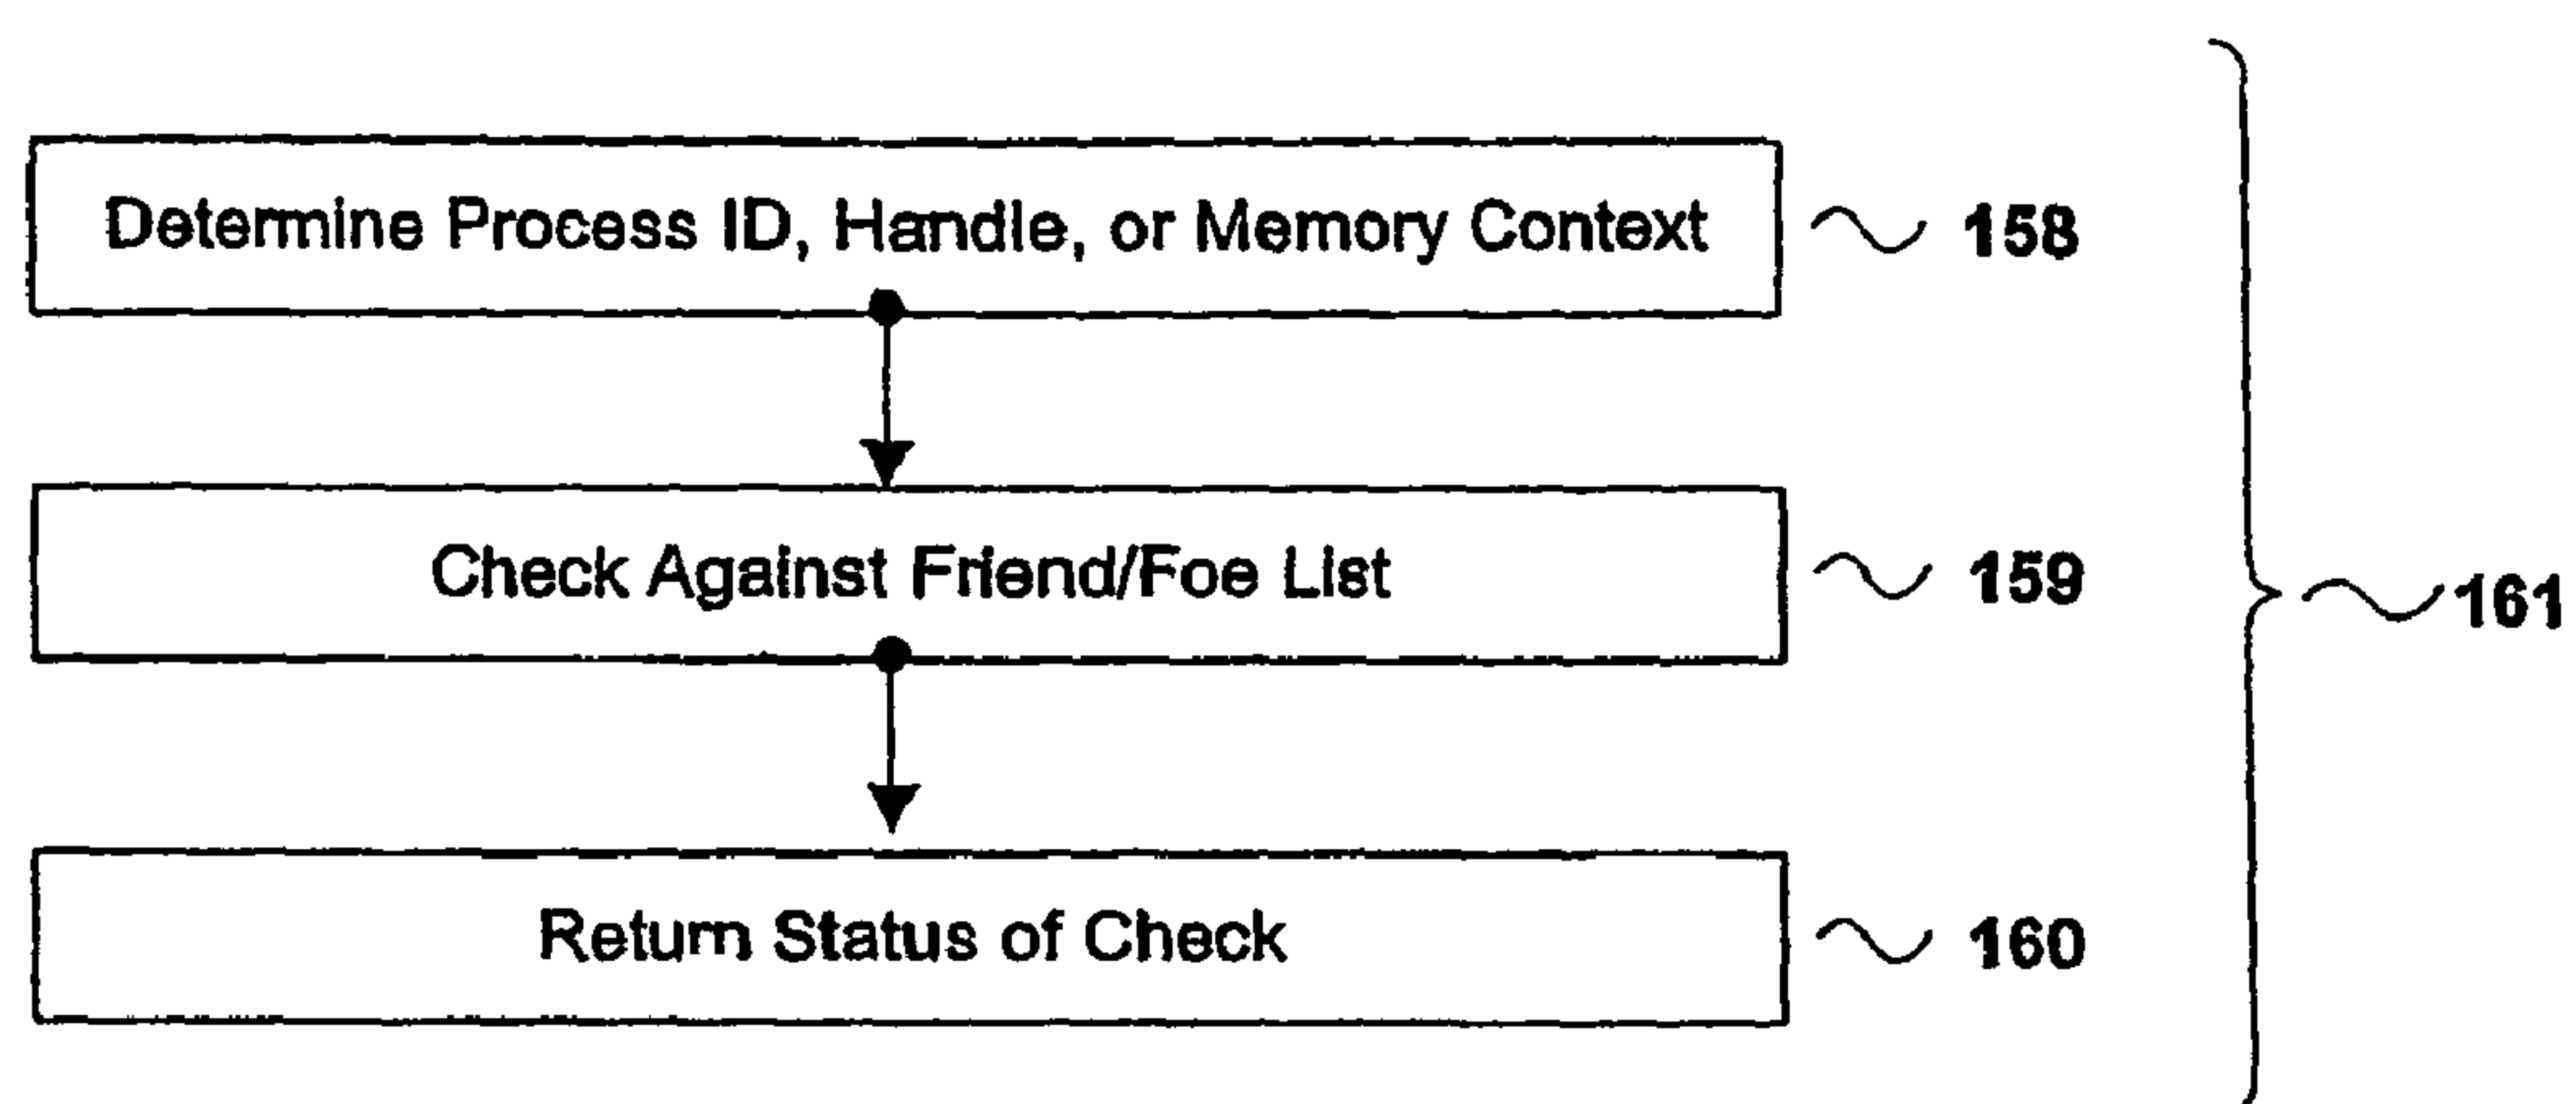 Determine Process ID, Handle, or Memory Context
158
Check Against Friend/Foe List
159
161
Return Status of Check
160